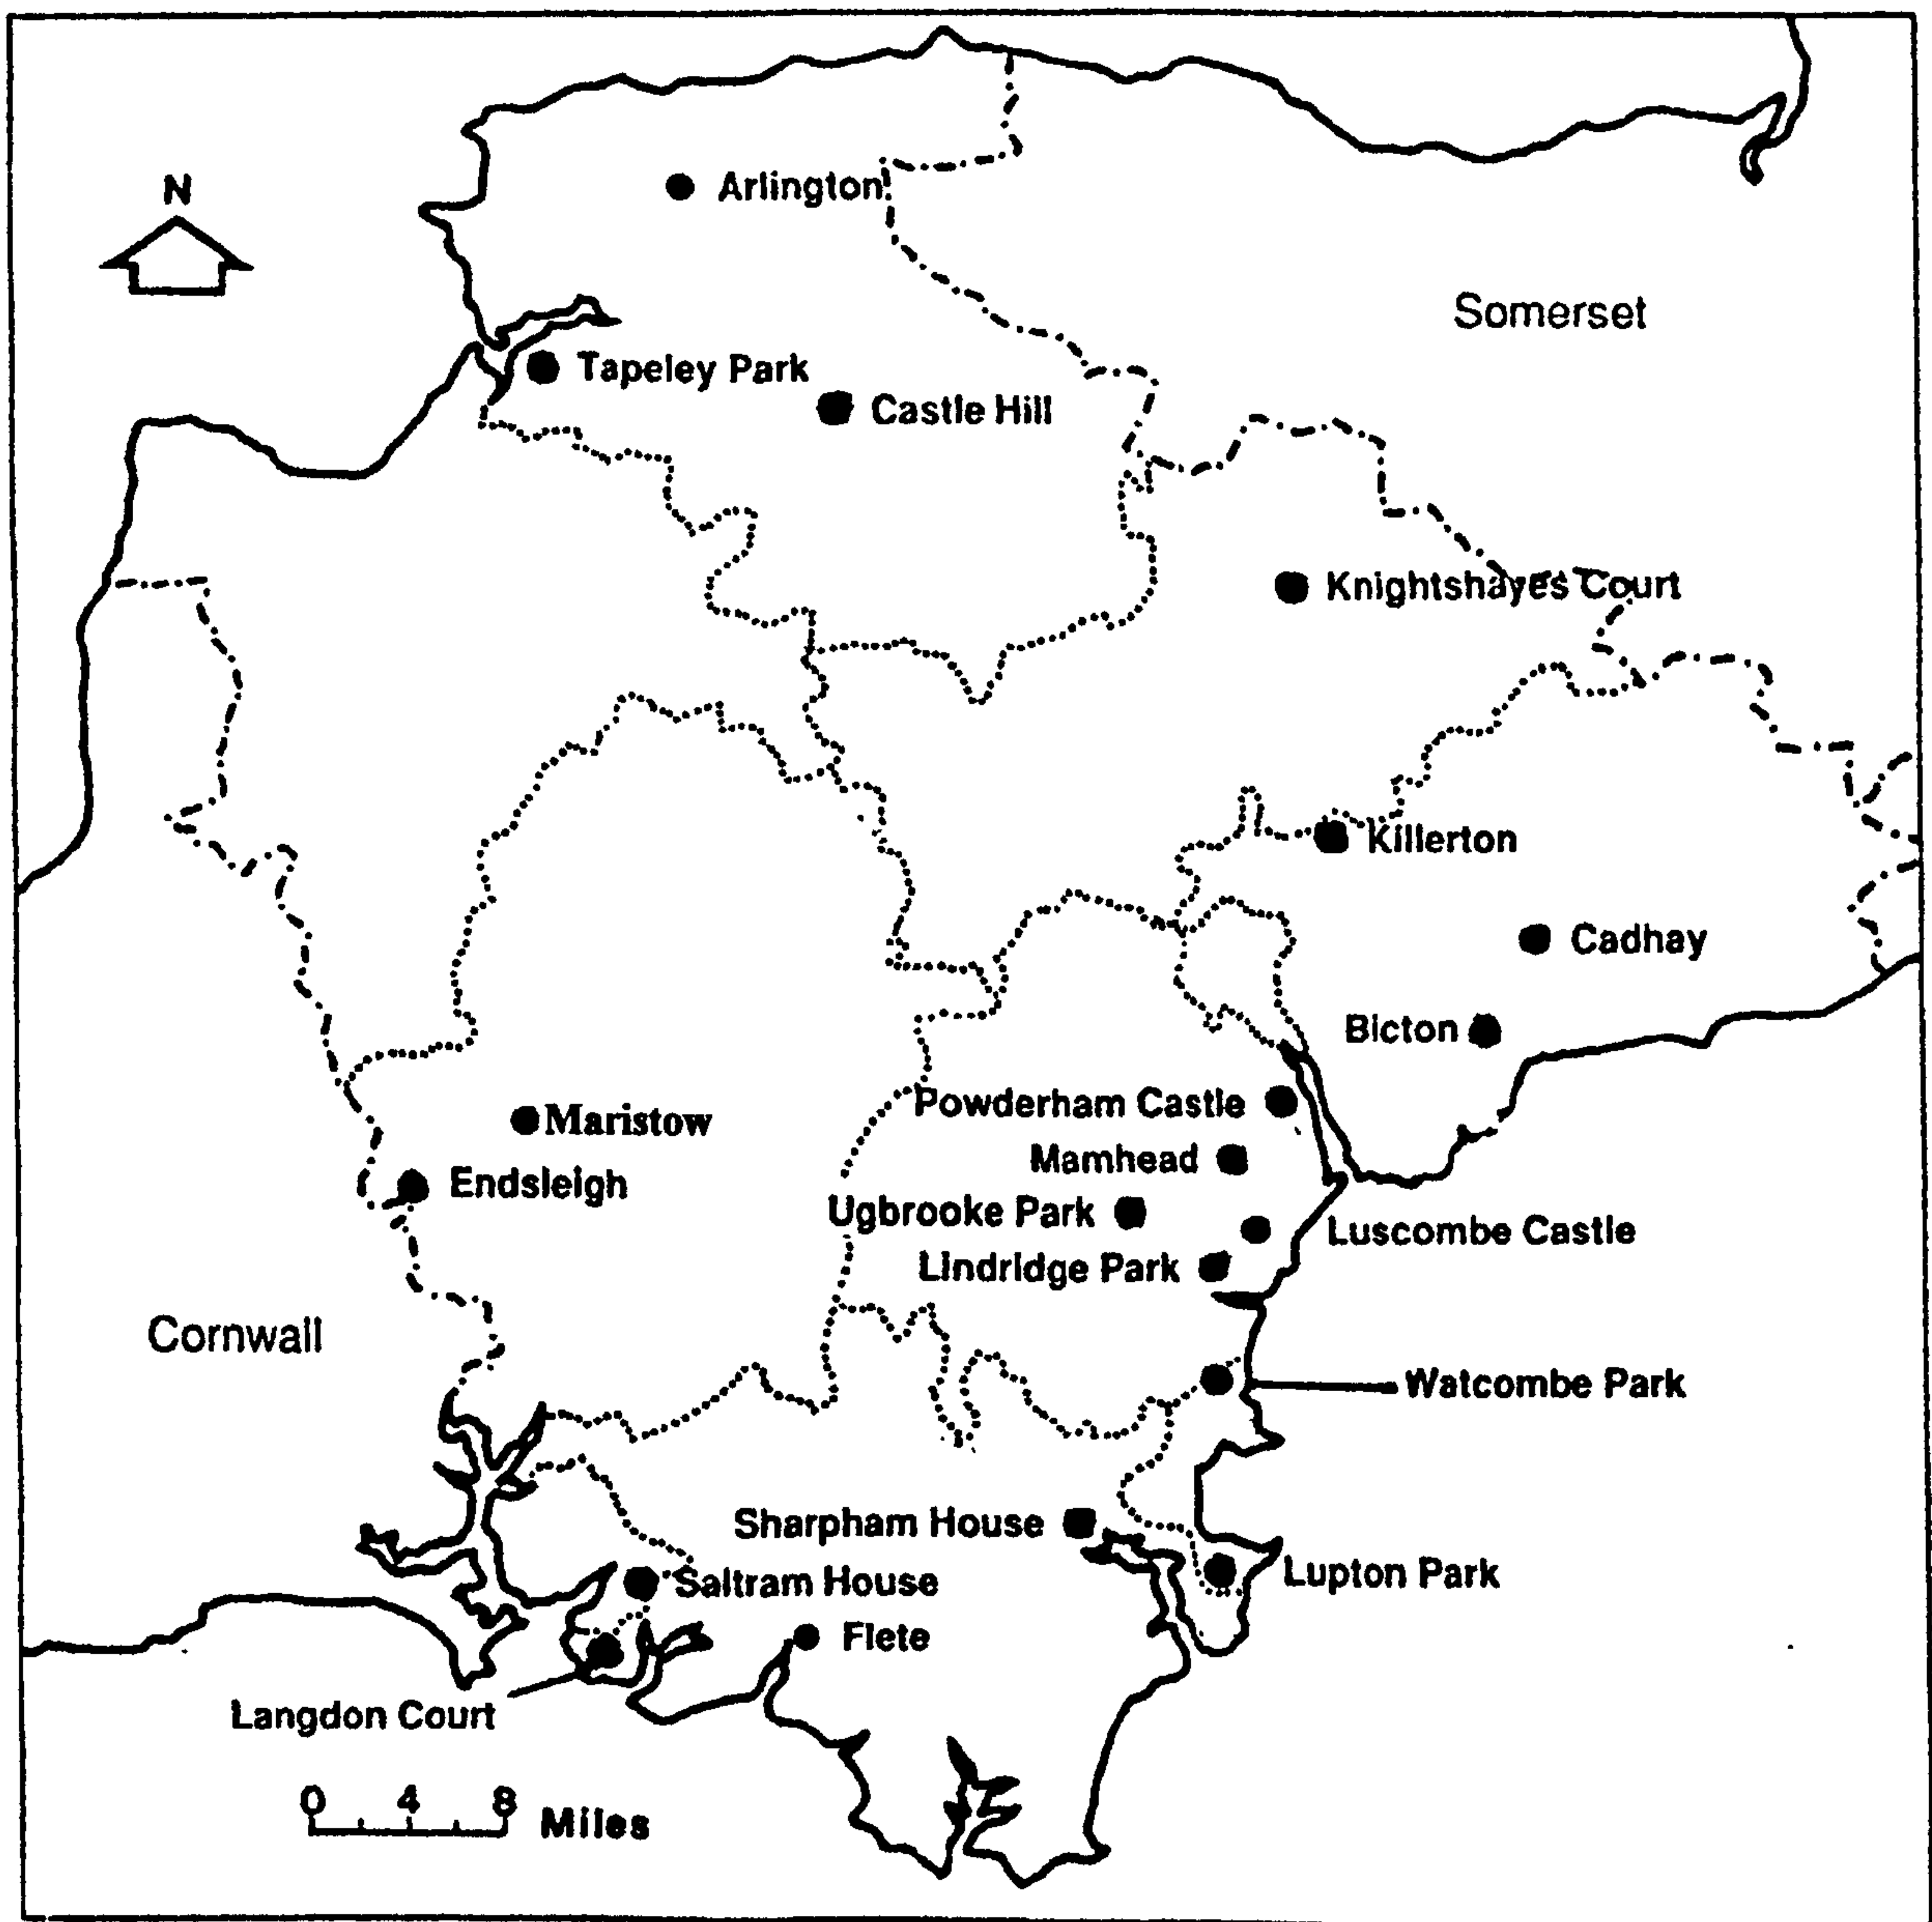 N
Arlington
Somerset
Tapeley Park
Castle Hill
Knightshayes Court
Killerton
Cadhay
Bicton
Powderham Castle
Maristow
Mamhead
Endsleigh
Ugbrooke Park
Luscombe Castle
Lindridge Park
Cornwall
Watcombe Park
Sharpham House
Lupton Park
Saltram House
Flete
Langdon Court
0 4 8 Miles